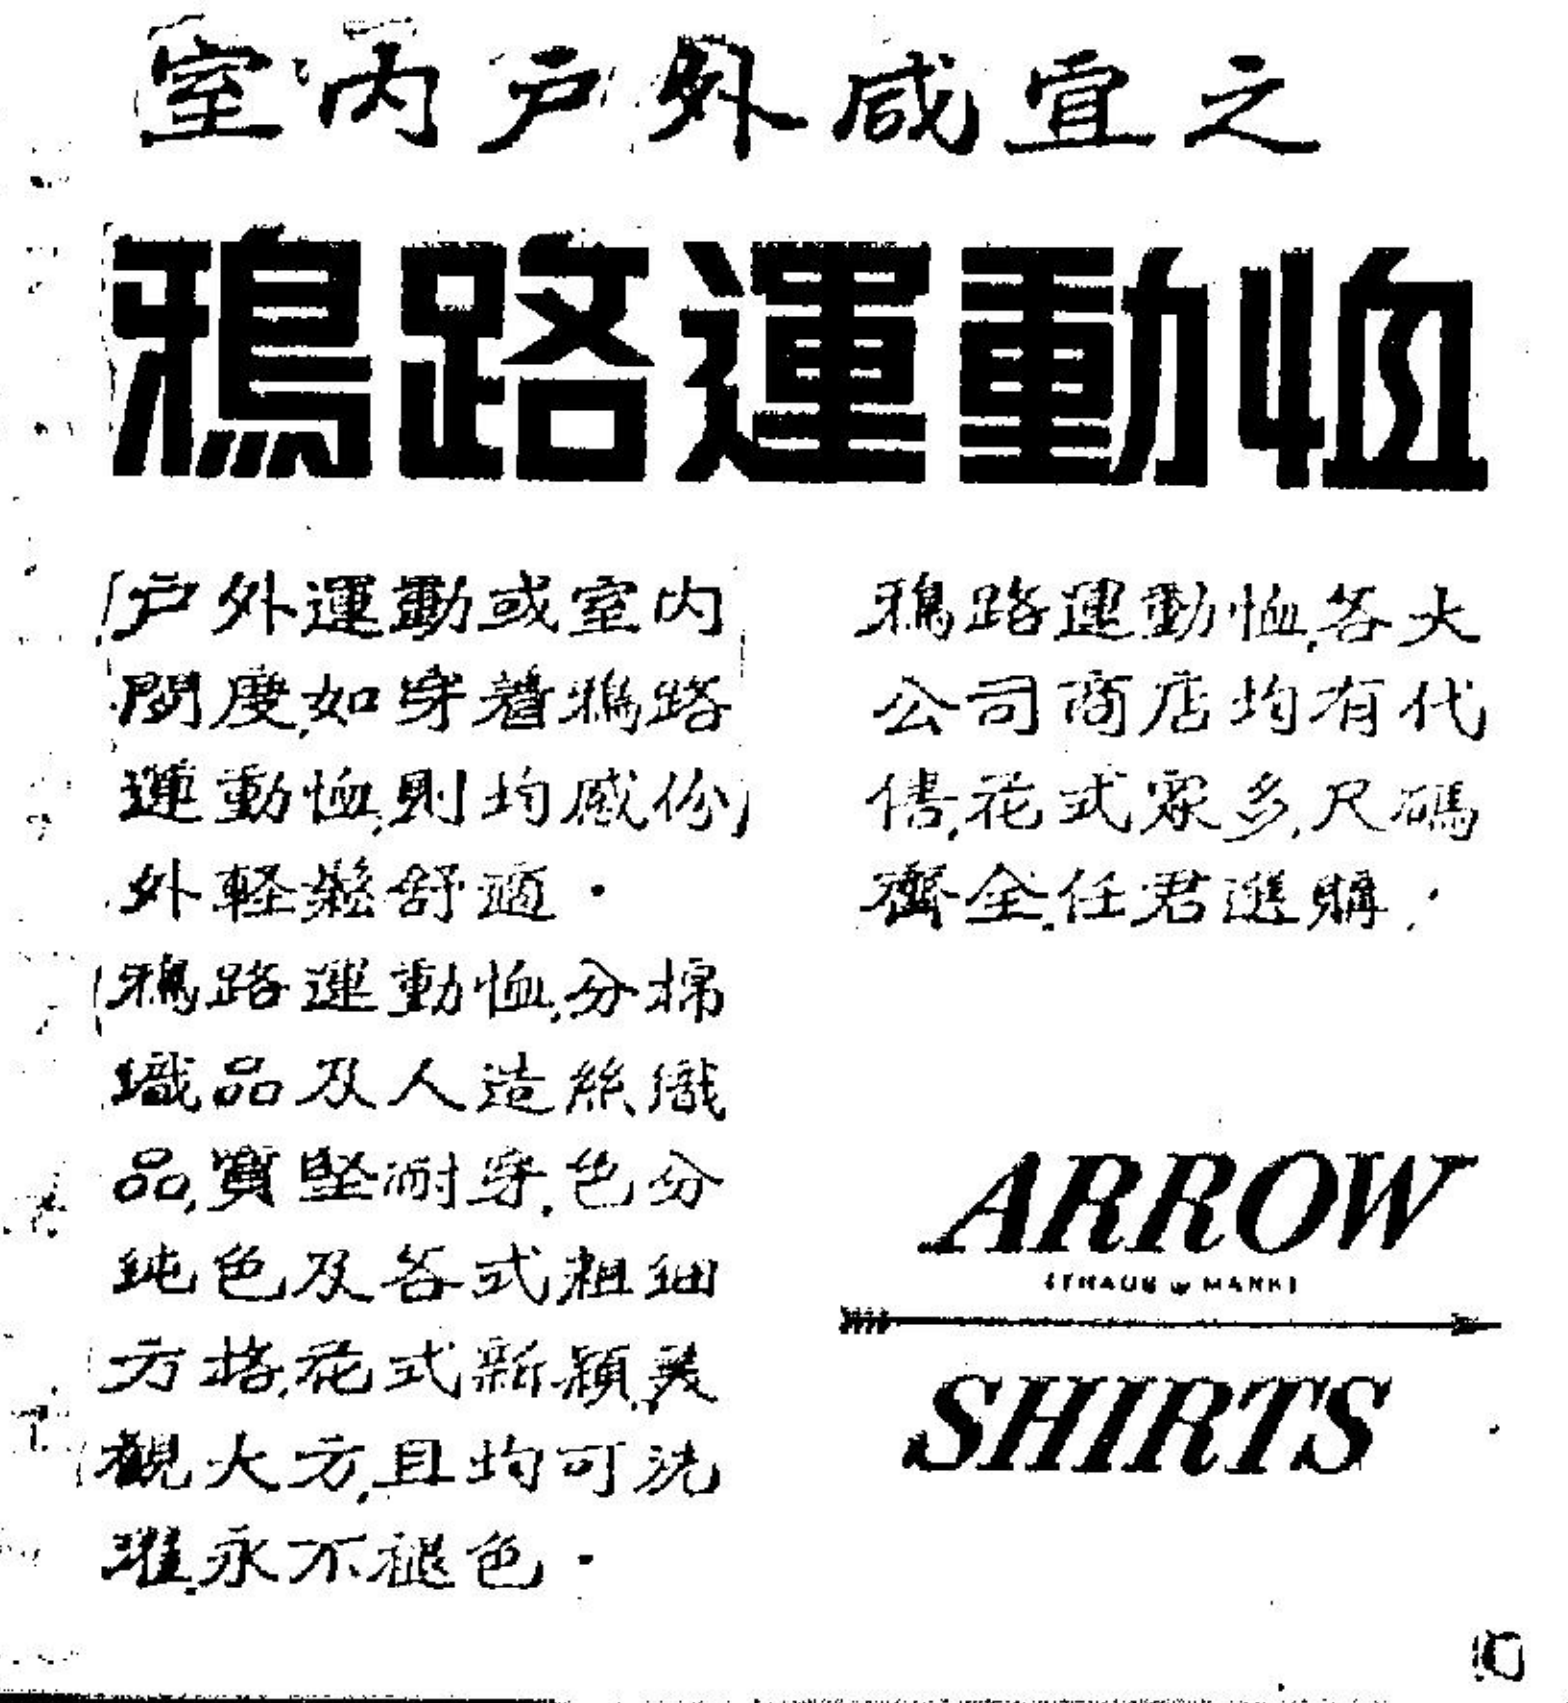 室內戶外咸宜之
鴉路運動恤
戶外運動或室內
閒度,如穿着鴉路
運動恤,則均感份
外軽鬆舒適。
鴉路運動恤,分棉
織品及人造絲織
品,實堅耐穿,色分
純色及各式粗細
方格,花式新穎,美
觀大方,且均可洗
濯,永不褪色。
鴉路運動恤,各大
公司商店均有代
售,花式衆多,尺碼
齊全,任君選購。
ARROW
SHIRTS